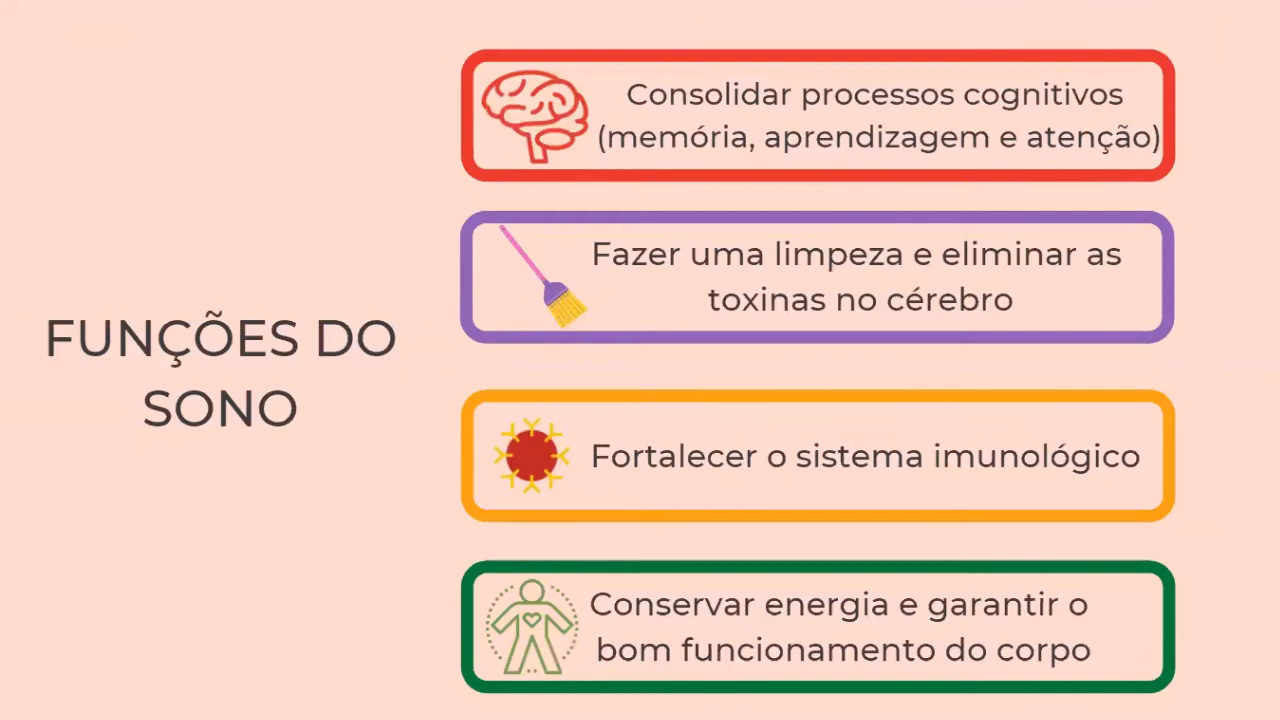 FUNÇÕES DO
SONO
Consolidar processos cognitivos
(memória, aprendizagem e atenção)
Fazer uma limpeza e eliminar as
toxinas no cérebro
Fortalecer o sistema imunológico
Conservar energia e garantir o
bom funcionamento do corpo